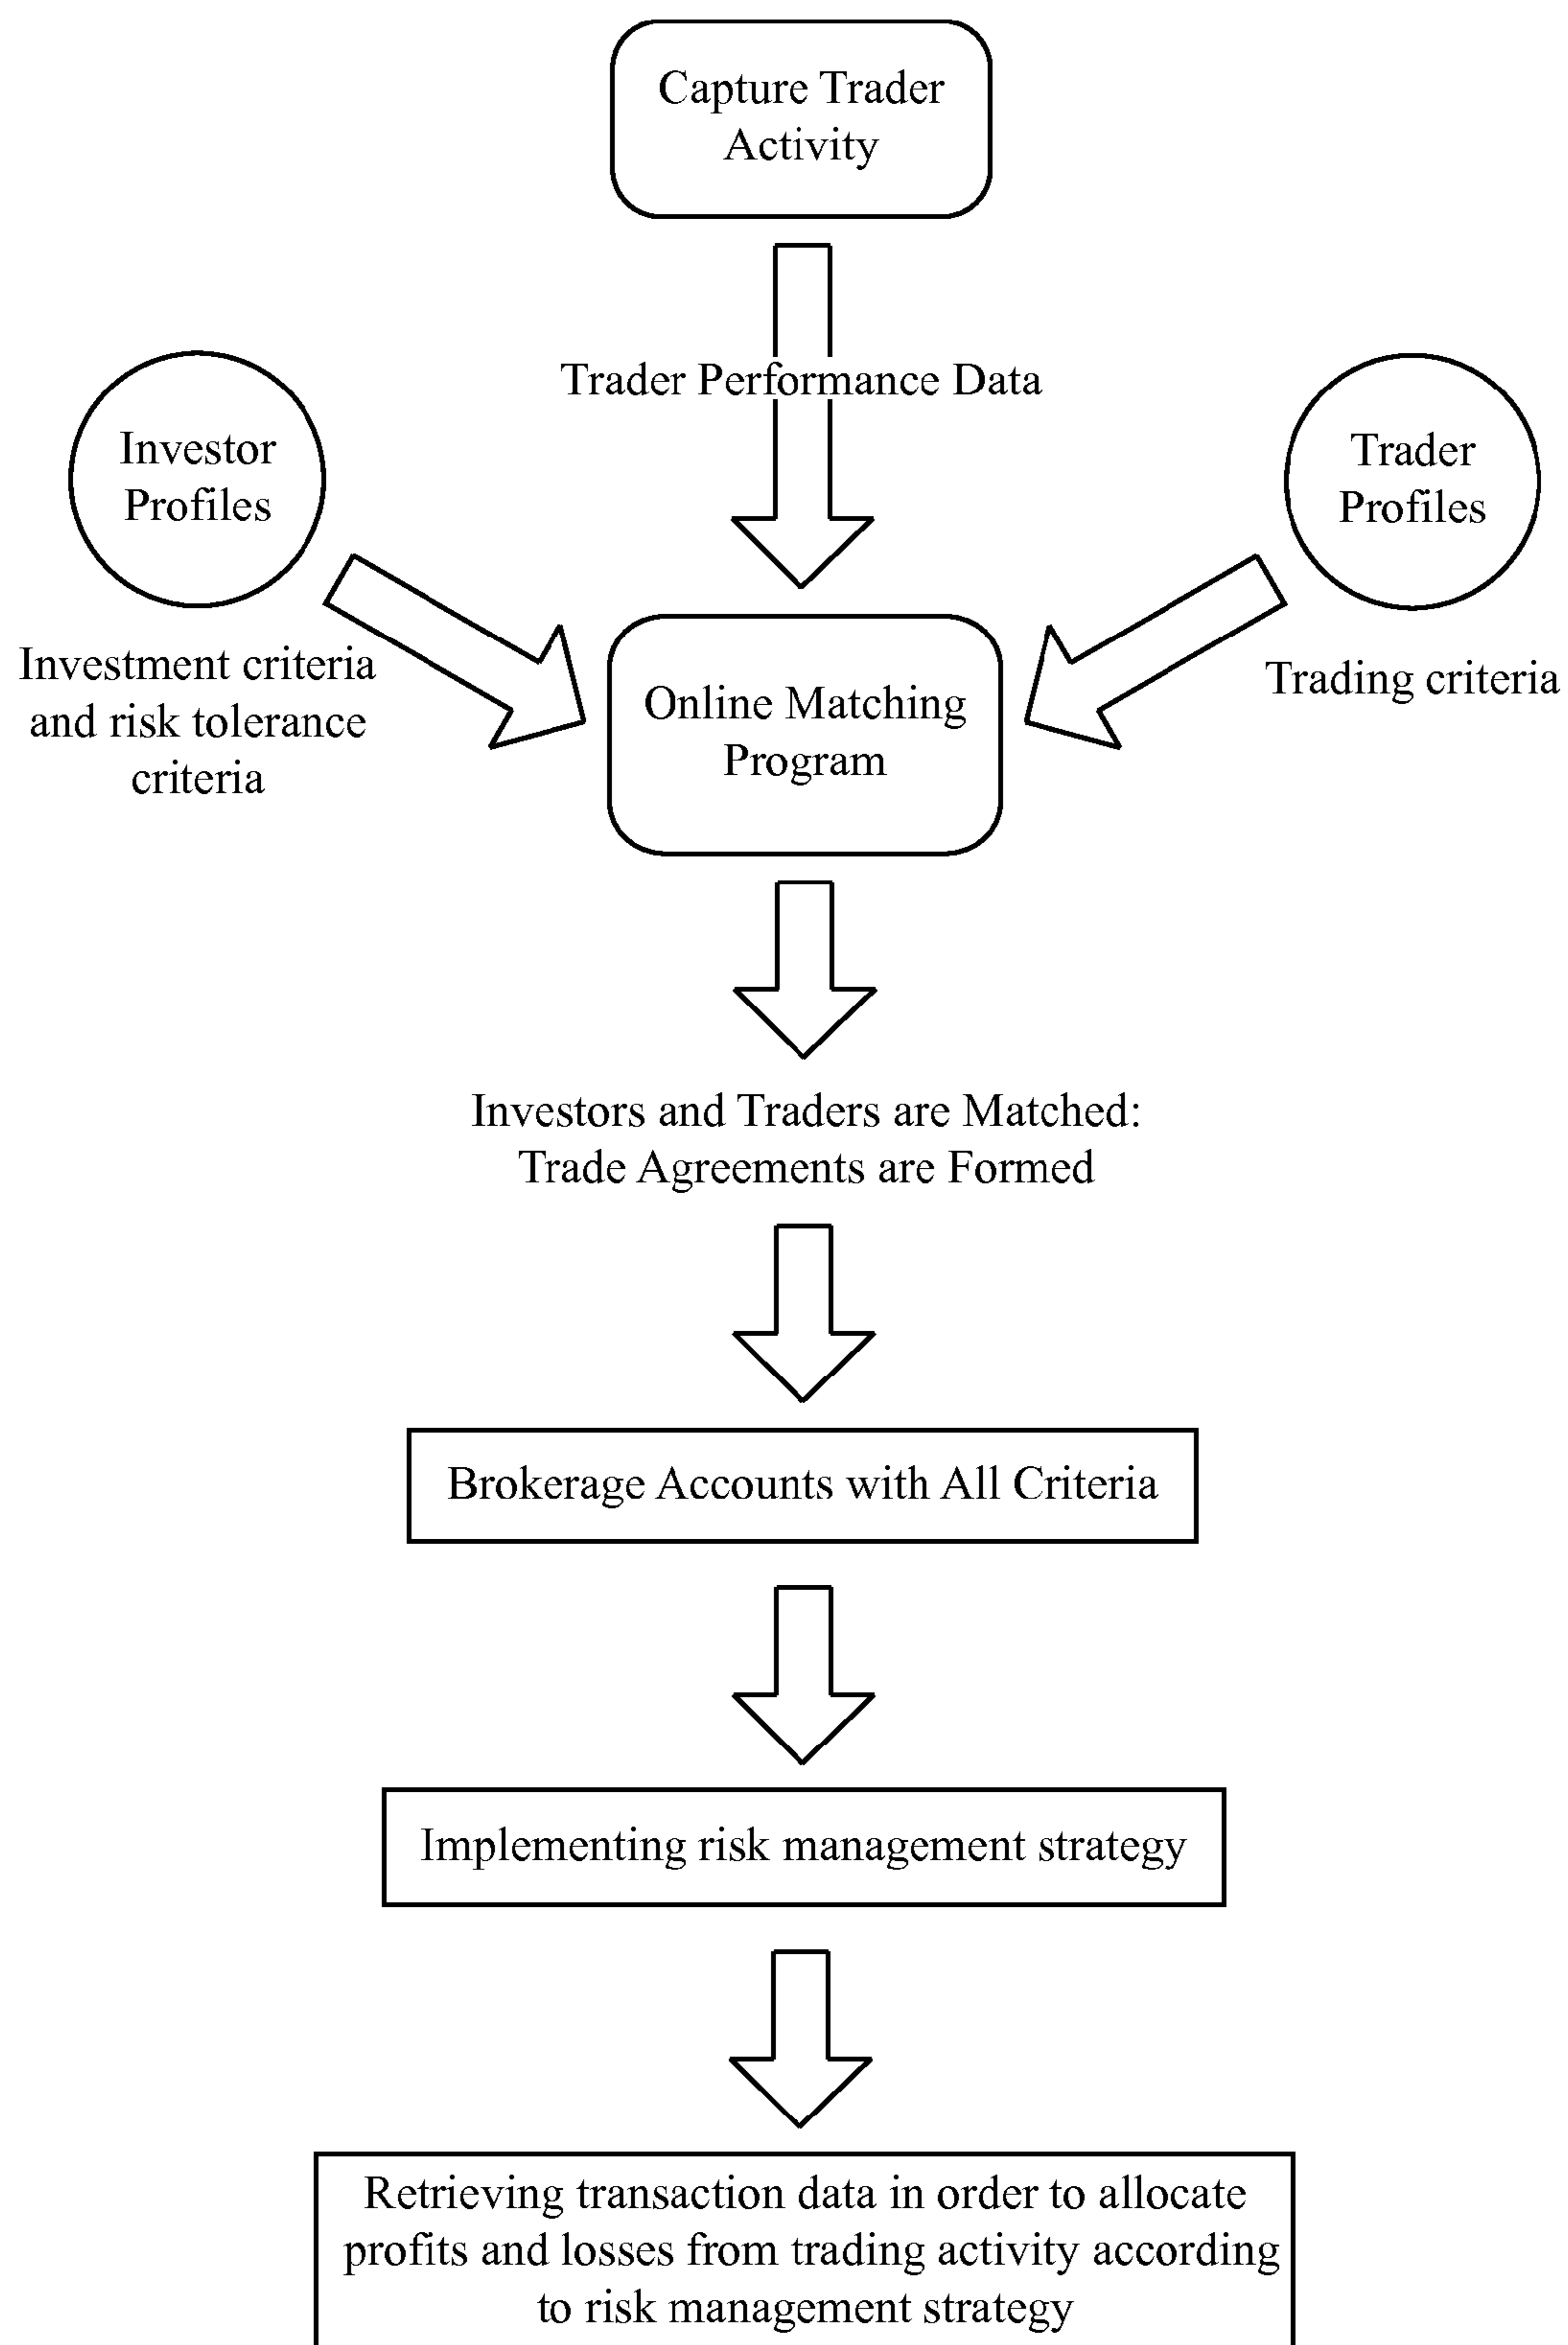 Capture Trader
Activity
Trader Performance Data
Investor
Profiles
Trader
Profiles
Investment criteria
and risk tolerance
criteria
Trading criteria
Online Matching
Program
Investors and Traders are Matched:
Trade Agreements are Formed
Brokerage Accounts with All Criteria
Implementing risk management strategy
Retrieving transaction data in order to allocate
profits and losses from trading activity according
to risk management strategy